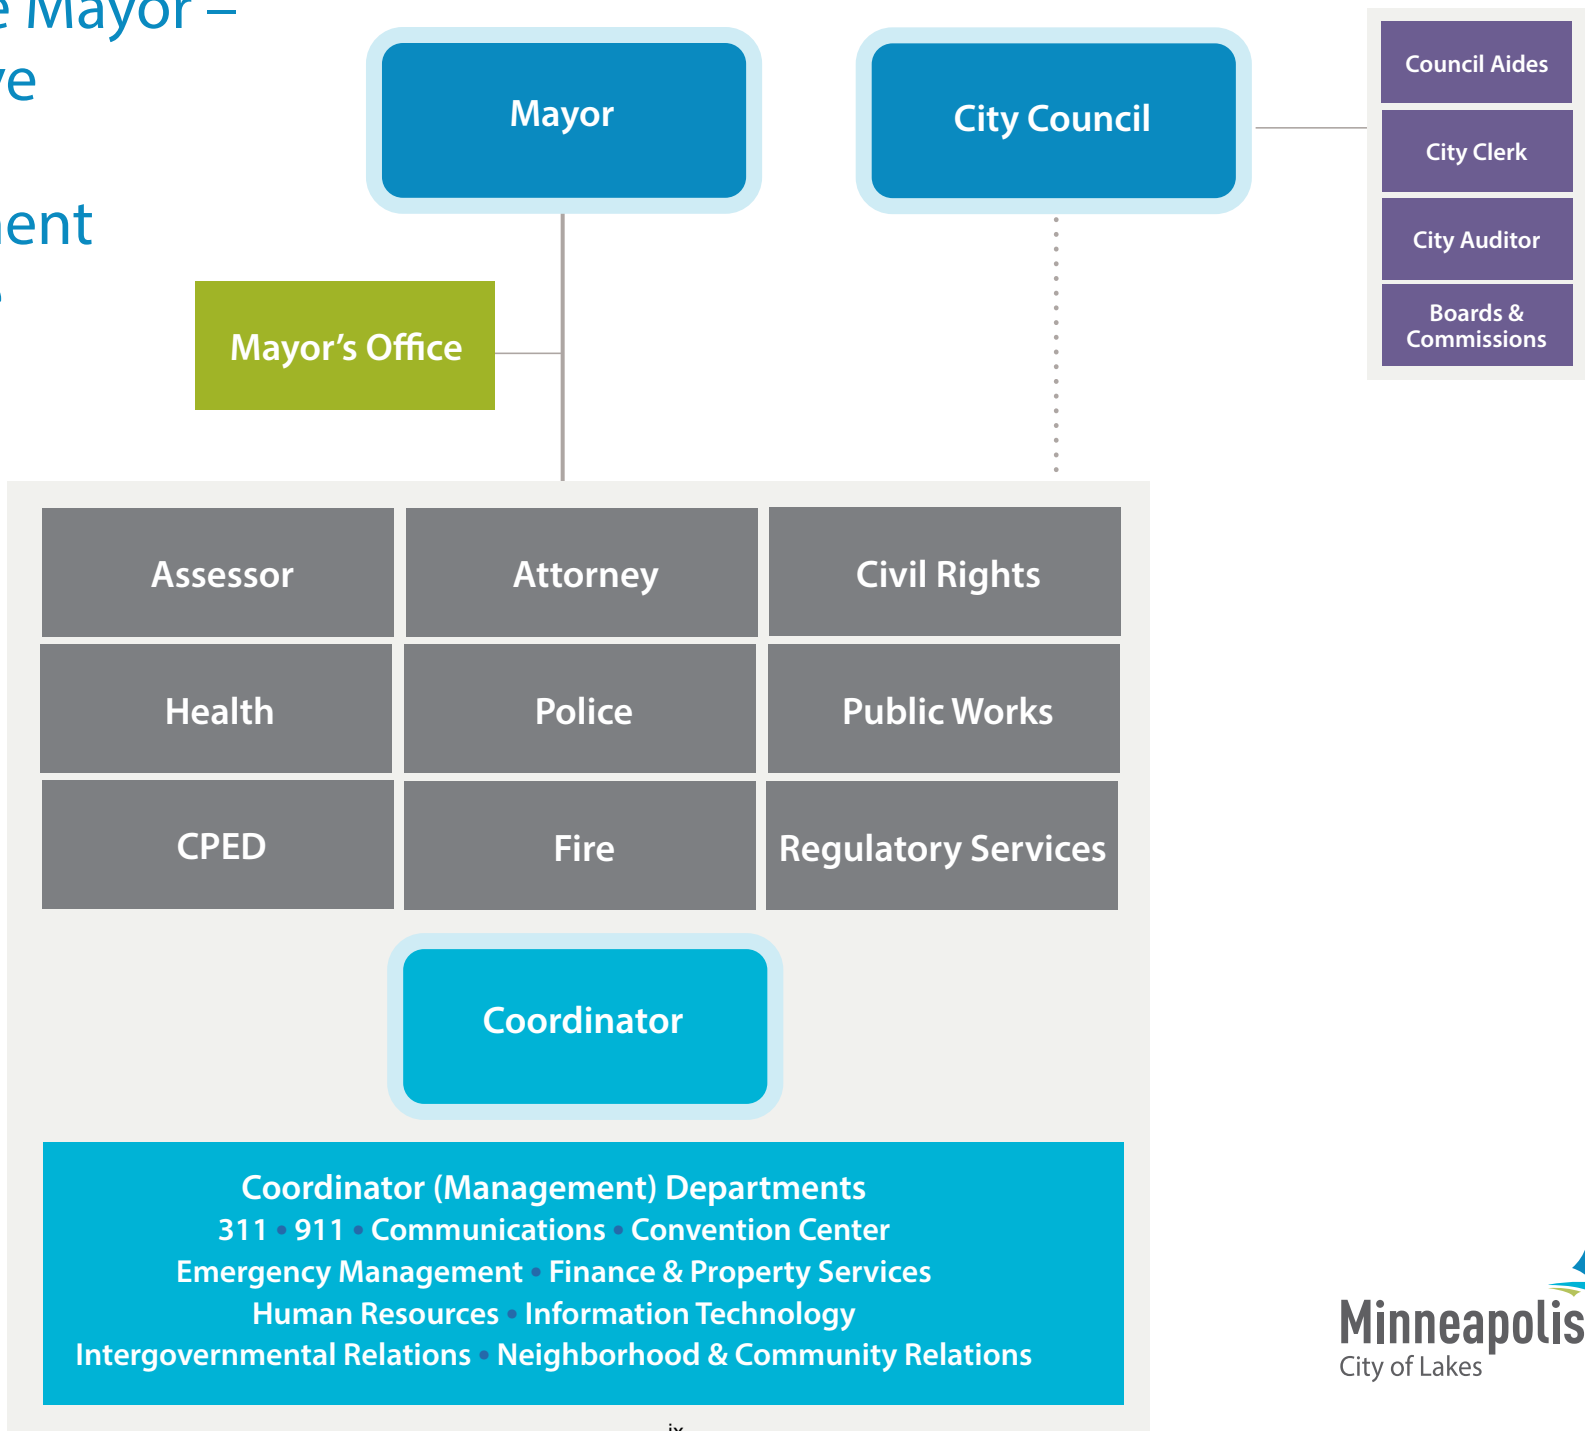 Mayor –
Mayor
City Council
Council Aides
City Clerk
City Auditor
Boards &
Commissions
Mayor's Office
Assessor
Attorney
Civil Rights
Health
Police
Public Works
CPED
Fire
Regulatory Services
Coordinator
Coordinator (Management) Departments
311 • 911 • Communications • Convention Center
Emergency Management • Finance & Property Services
Human Resources • Information Technology
Intergovernmental Relations • Neighborhood & Community Relations
Minneapolis
City of Lakes
ix